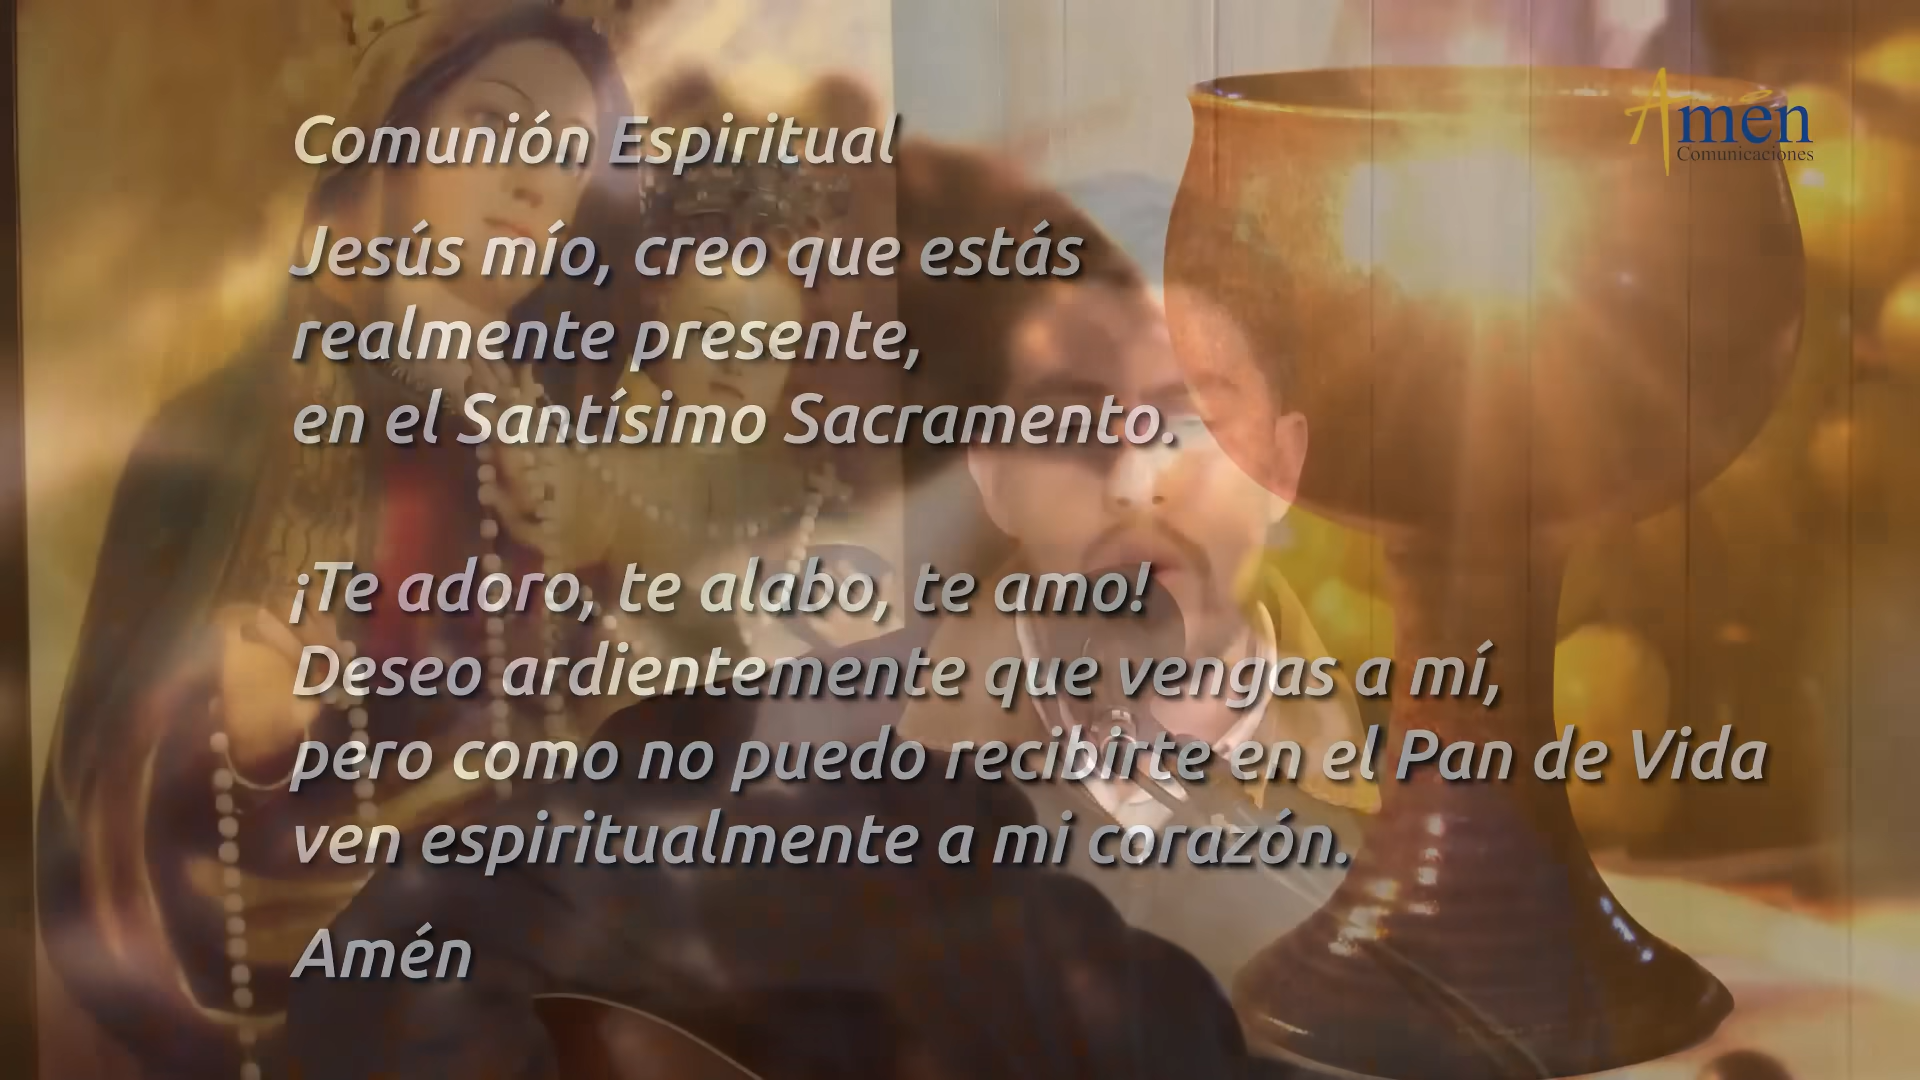 Amén
Comunicaciones
Comunión Espiritual
Jesús mío, creo que estás
realmente presente,
en el Santísimo Sacramento.
¡Te adoro, te alabo, te amo!
Deseo ardientemente que vengas a mí,
pero como no puedo recibirte en el Pan de Vida
ven espiritualmente a mi corazón.
Amén